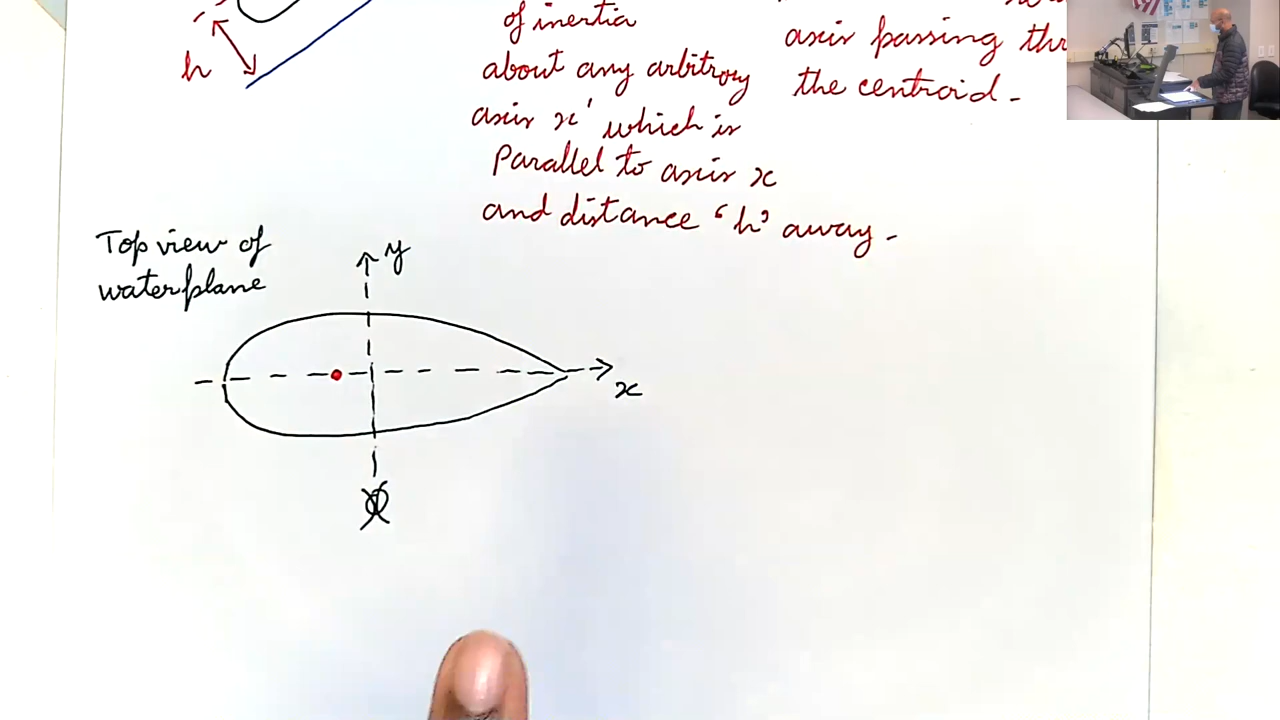 h
of inertia
about any arbitrary
axis x' which is
Parallel to axis x
and distance 'h' away.
axis passing thr
the centroid.
Top view of
waterplane
y
x